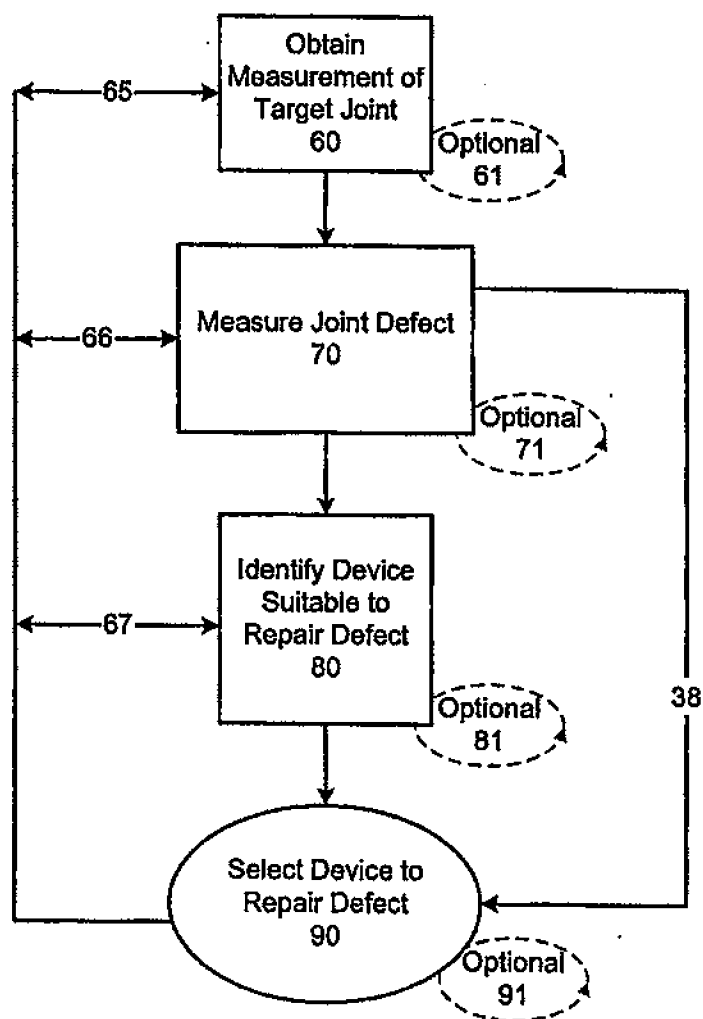 Obtain
Measurement of
Target Joint
60
65
Optional
61
Measure Joint Defect
70
66
Optional
71
Identify Device
Suitable to
Repair Defect
80
67
Optional
81
38
Select Device to
Repair Defect
90
Optional
91